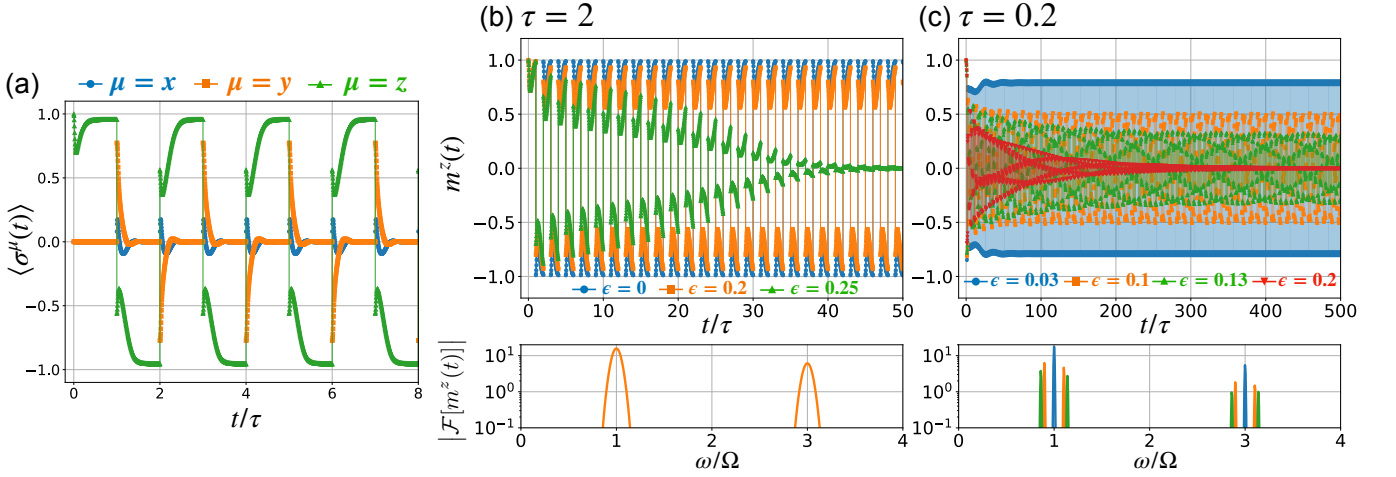 (a)
μ = x μ = y μ = z
1.0
0.5
0.0
−0.5
−1.0
⟨σ^μ(t)⟩
0 2 4 6 8
t/τ
(b) τ = 2
1.0
0.5
0.0
−0.5
−1.0
m^z(t)
ϵ = 0 ϵ = 0.2 ϵ = 0.25
0 10 20 30 40 50
t/τ
10^1
10^0
10^−1
|ℱ[m^z(t)]|
0 1 2 3 4
ω/Ω
(c) τ = 0.2
1.0
0.5
0.0
−0.5
−1.0
ϵ = 0.03 ϵ = 0.1 ϵ = 0.13 ϵ = 0.2
0 100 200 300 400 500
t/τ
10^1
10^0
10^−1
0 1 2 3 4
ω/Ω